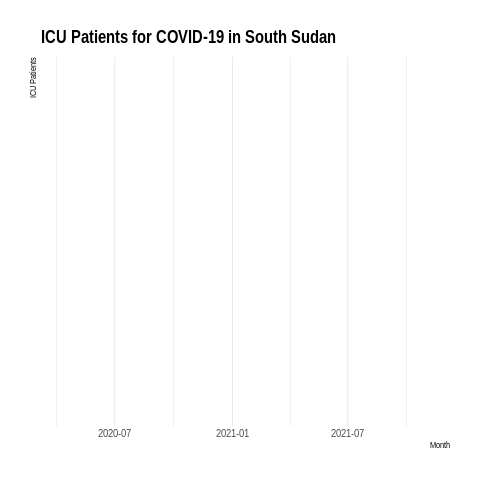 ICU Patients for COVID-19 in South Sudan
ICU Patients
2020-07
2021-01
2021-07
Month